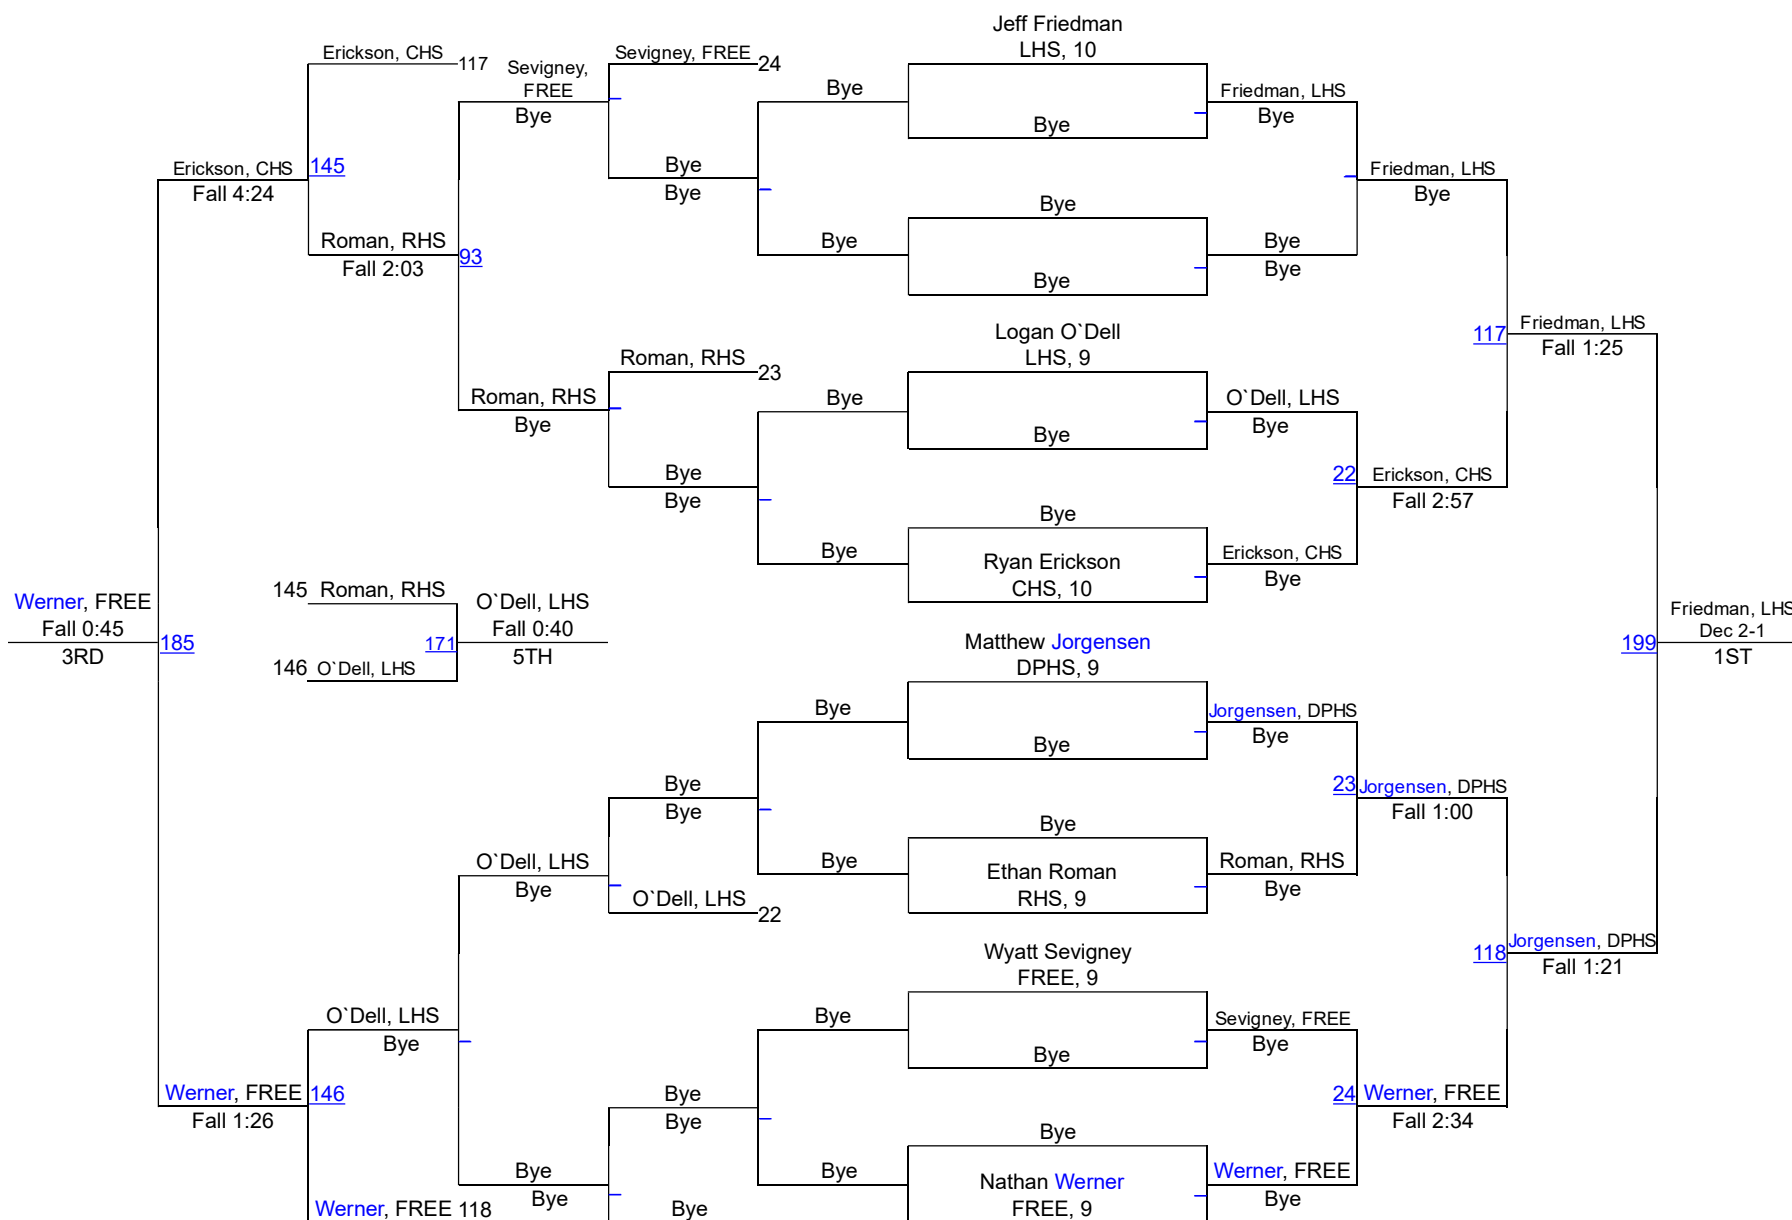 Jeff Friedman
LHS, 10
Erickson, CHS
117
Sevigney,
FREE
Bye
Sevigney, FREE
24
Bye
Bye
Friedman, LHS
Bye
Erickson, CHS
Fall 4:24
145
Bye
Bye
Friedman, LHS
Bye
Roman, RHS
Fall 2:03
93
Bye
Bye
Bye
Bye
Bye
Logan O`Dell
LHS, 9
117
Friedman, LHS
Fall 1:25
Roman, RHS
23
Roman, RHS
Bye
Bye
Bye
O`Dell, LHS
Bye
Bye
Bye
22
Erickson, CHS
Fall 2:57
Bye
Bye
Ryan Erickson
CHS, 10
Erickson, CHS
Bye
Werner, FREE
Fall 0:45
3RD
185
145
Roman, RHS
146
O`Dell, LHS
171
O`Dell, LHS
Fall 0:40
5TH
Matthew Jorgensen
DPHS, 9
199
Friedman, LHS
Dec 2-1
1ST
Bye
Bye
Jorgensen, DPHS
Bye
Bye
Bye
23
Jorgensen, DPHS
Fall 1:00
O`Dell, LHS
Bye
Bye
Bye
Ethan Roman
RHS, 9
Roman, RHS
Bye
O`Dell, LHS
22
Wyatt Sevigney
FREE, 9
118
Jorgensen, DPHS
Fall 1:21
O`Dell, LHS
Bye
Bye
Bye
Sevigney, FREE
Bye
Werner, FREE
Fall 1:26
146
Bye
Bye
24
Werner, FREE
Fall 2:34
Bye
Bye
Bye
Bye
Nathan Werner
FREE, 9
Werner, FREE
Bye
Werner, FREE
118
Bye